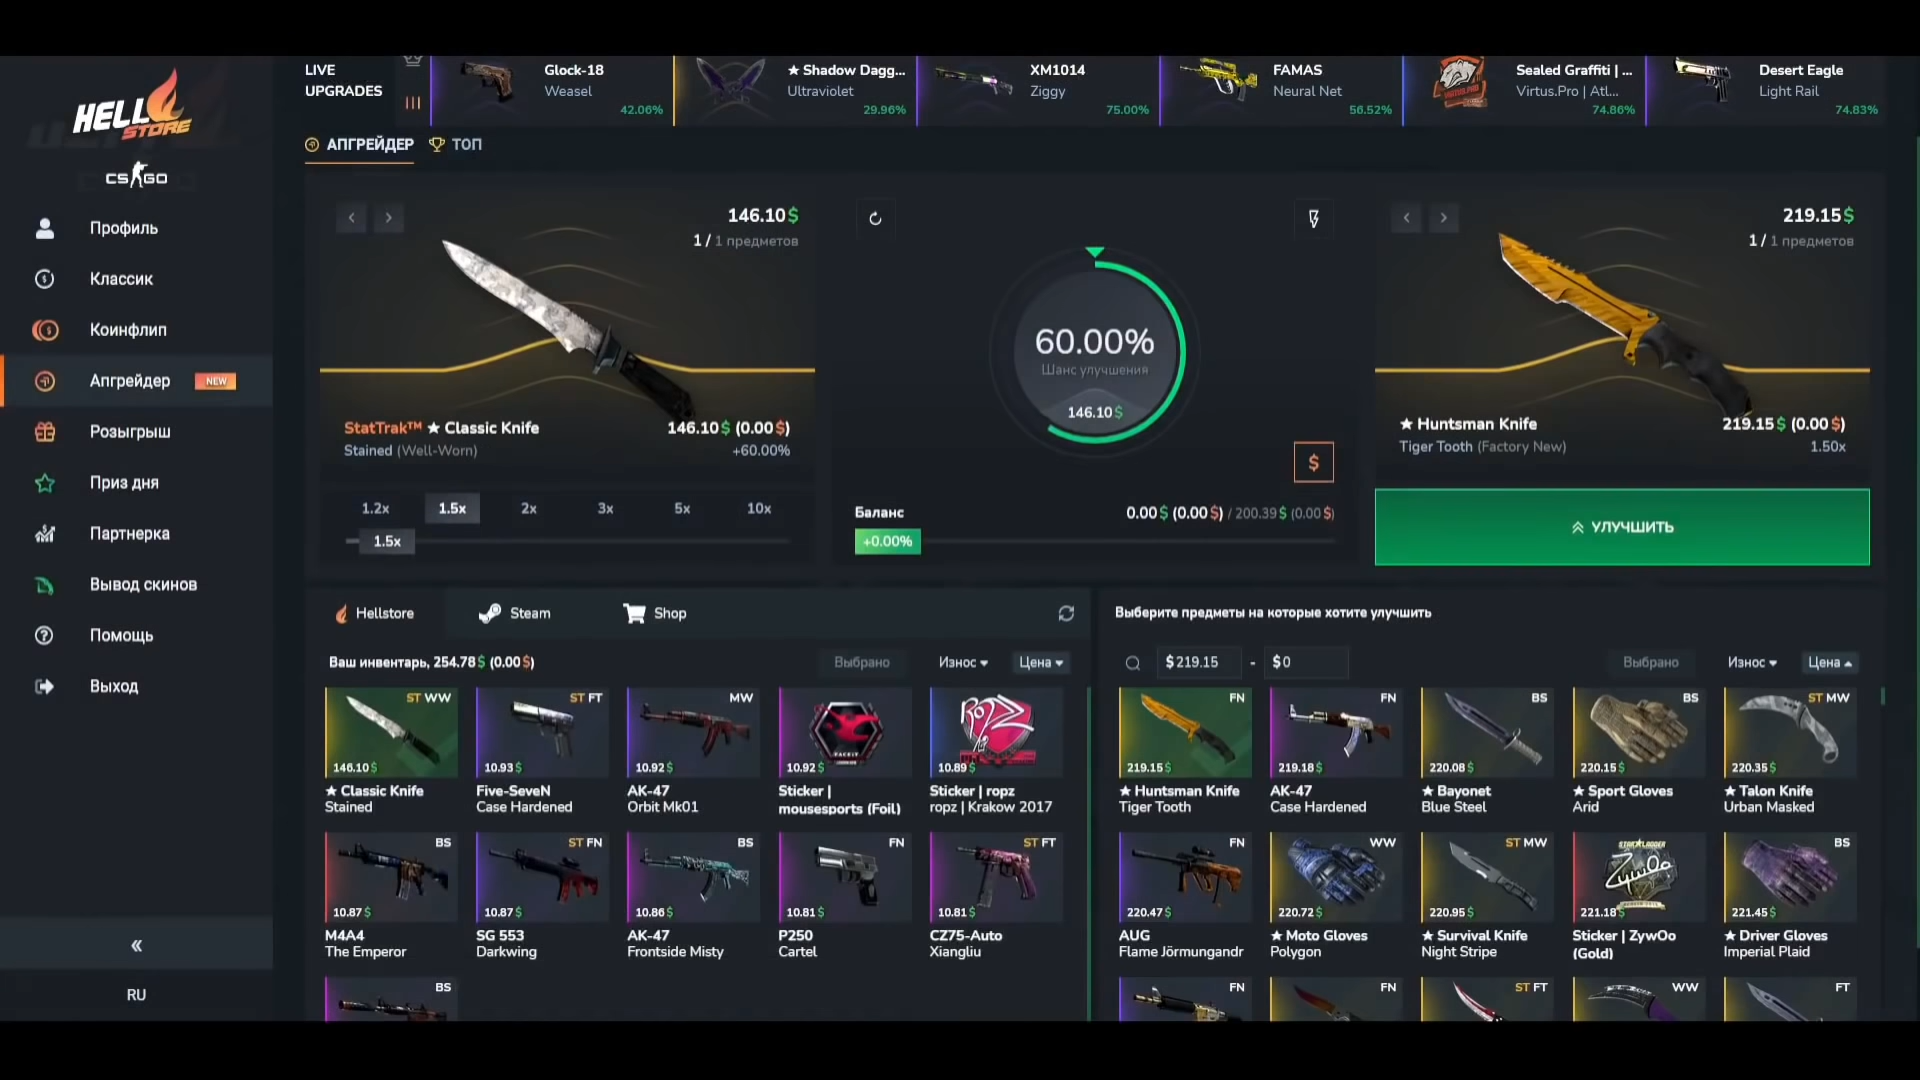 HELL
STORE
CS GO
Профиль
Классик
Коинфлип
Апгрейдер NEW
Розыгрыш
Приз дня
Партнерка
Вывод скинов
Помощь
Выход
«
RU
LIVE
UPGRADES
Glock-18
Weasel
42.06%
★ Shadow Dagg...
Ultraviolet
29.96%
XM1014
Ziggy
75.00%
FAMAS
Neural Net
56.52%
Sealed Graffiti | ...
Virtus.Pro | Atl...
74.86%
Desert Eagle
Light Rail
74.83%
АПГРЕЙДЕР ТОП
146.10$
1 / 1 предметов
StatTrak™ ★ Classic Knife 146.10$ (0.00$)
Stained (Well-Worn) +60.00%
1.2x 1.5x 2x 3x 5x 10x
1.5x
60.00%
Шанс улучшения
146.10$
$
Баланс 0.00$ (0.00$) / 200.39$ (0.00$)
+0.00%
219.15$
1 / 1 предметов
★ Huntsman Knife 219.15$ (0.00$)
Tiger Tooth (Factory New) 1.50x
УЛУЧШИТЬ
Hellstore Steam Shop
Ваш инвентарь, 254.78$ (0.00$) Выбрано Износ Цена
ST WW
146.10$
★ Classic Knife
Stained
ST FT
10.93$
Five-SeveN
Case Hardened
MW
10.92$
AK-47
Orbit Mk01
10.92$
Sticker |
mousesports (Foil)
10.89$
Sticker | ropz
ropz | Krakow 2017
BS
10.87$
M4A4
The Emperor
ST FN
10.87$
SG 553
Darkwing
BS
10.86$
AK-47
Frontside Misty
FN
10.81$
P250
Cartel
ST FT
10.81$
CZ75-Auto
Xiangliu
BS
Выберите предметы на которые хотите улучшить
$ 219.15 - $ 0 Выбрано Износ Цена
FN
219.15$
★ Huntsman Knife
Tiger Tooth
FN
219.18$
AK-47
Case Hardened
BS
220.08$
★ Bayonet
Blue Steel
BS
220.15$
★ Sport Gloves
Arid
ST MW
220.35$
★ Talon Knife
Urban Masked
FN
220.47$
AUG
Flame Jörmungandr
WW
220.72$
★ Moto Gloves
Polygon
ST MW
220.95$
★ Survival Knife
Night Stripe
221.18$
Sticker | ZywOo
(Gold)
BS
221.45$
★ Driver Gloves
Imperial Plaid
FN
FN
ST FT
WW
FT